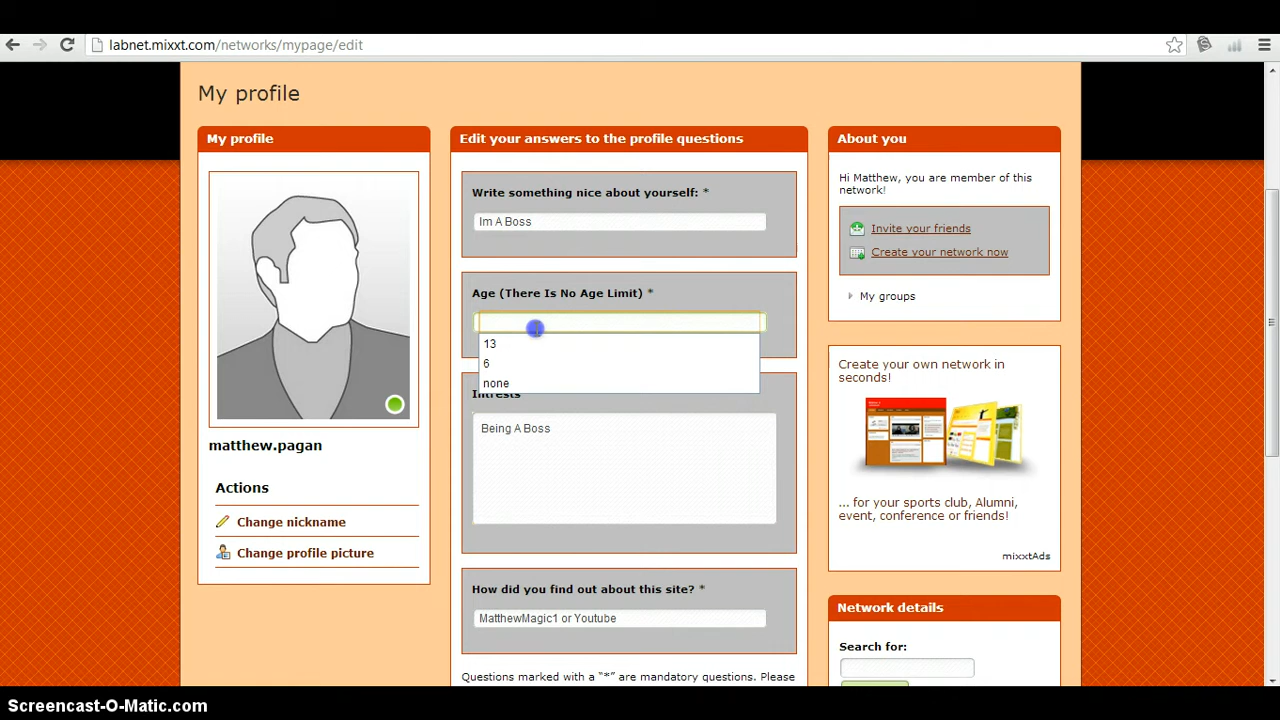 labnet.mixxt.com/networks/mypage/edit
My profile
My profile
matthew.pagan
Actions
Change nickname
Change profile picture
Edit your answers to the profile questions
Write something nice about yourself: *
Im A Boss
Age (There Is No Age Limit) *
13
6
none
Intrests
Being A Boss
How did you find out about this site? *
MatthewMagic1 or Youtube
Questions marked with a “*” are mandatory questions. Please
About you
Hi Matthew, you are member of this
network!
Invite your friends
Create your network now
My groups
Create your own network in
seconds!
... for your sports club, Alumni,
event, conference or friends!
mixxtAds
Network details
Search for:
Screencast-O-Matic.com